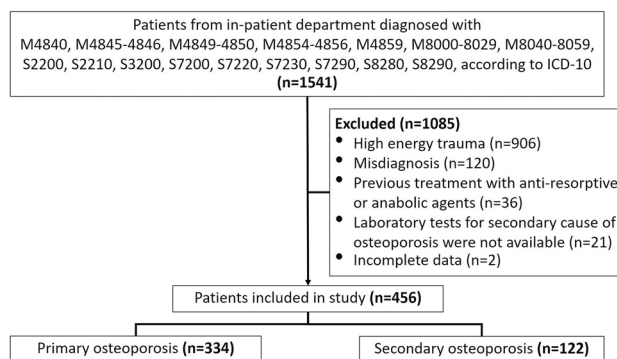 Patients from in-patient department diagnosed with
M4840, M4845-4846, M4849-4850, M4854-4856, M4859, M8000-8029, M8040-8059,
S2200, S2210, S3200, S7200, S7220, S7230, S7290, S8280, S8290, according to ICD-10
(n=1541)
Excluded (n=1085)
• High energy trauma (n=906)
• Misdiagnosis (n=120)
• Previous treatment with anti-resorptive
or anabolic agents (n=36)
• Laboratory tests for secondary cause of
osteoporosis were not available (n=21)
• Incomplete data (n=2)
Patients included in study (n=456)
Primary osteoporosis (n=334)
Secondary osteoporosis (n=122)